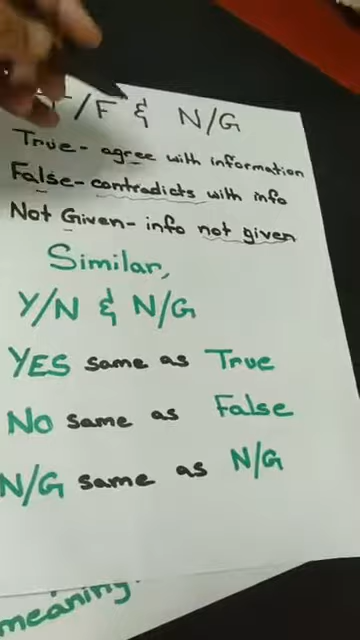 T/F & N/G
True- agree with information
False- contradicts with info
Not Given- info not given
Similar,
Y/N & N/G
YES same as True
No same as False
N/G same as N/G
meaning.